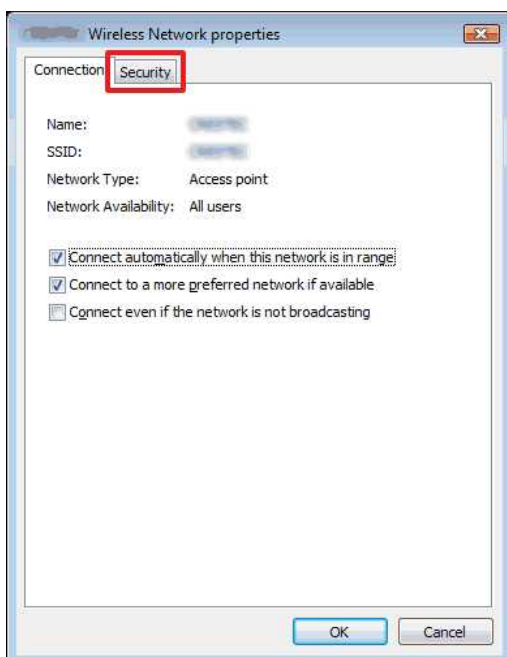 Wireless Network properties
Connection Security
Name:
SSID:
Network Type: Access point
Network Availability: All users
Connect automatically when this network is in range
Connect to a more preferred network if available
Connect even if the network is not broadcasting
OK Cancel